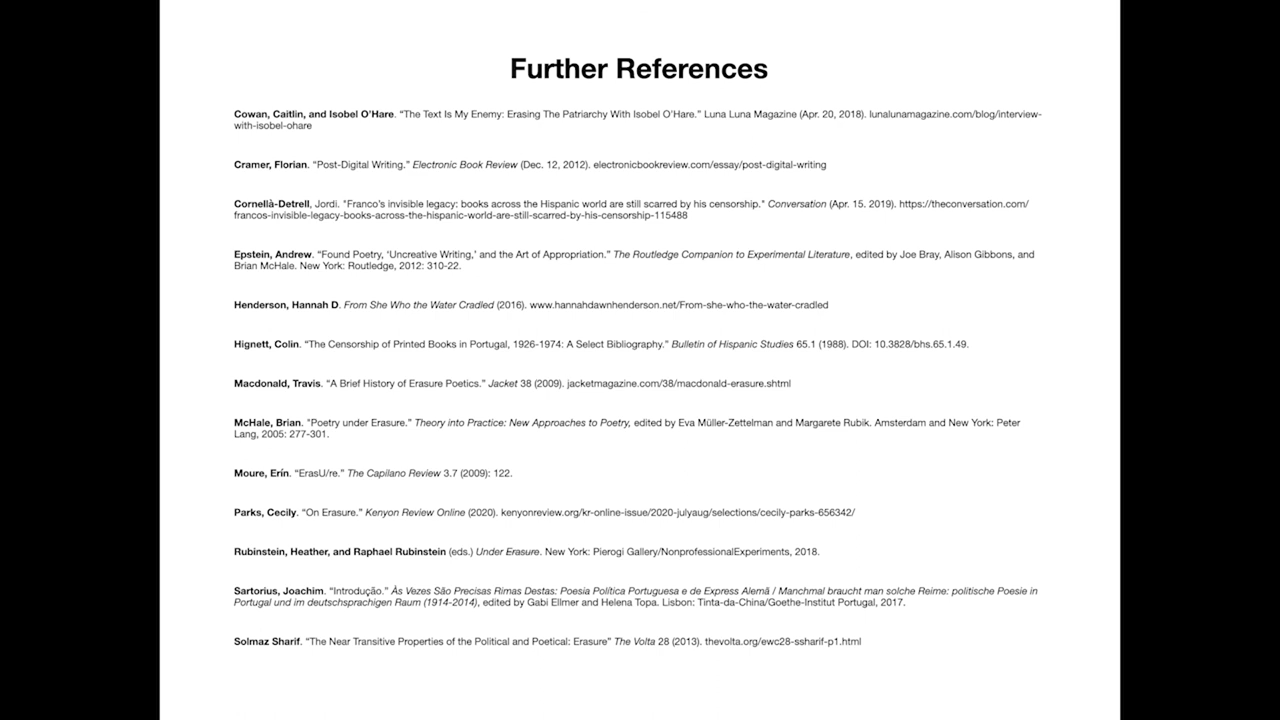 Further References
Cowan, Caitlin, and Isobel O'Hare. “The Text Is My Enemy: Erasing The Patriarchy With Isobel O'Hare.” Luna Luna Magazine (Apr. 20, 2018). lunalunamagazine.com/blog/interview-
with-isobel-ohare
Cramer, Florian. “Post-Digital Writing.” Electronic Book Review (Dec. 12, 2012). electronicbookreview.com/essay/post-digital-writing
Cornellà-Detrell, Jordi. "Franco's invisible legacy: books across the Hispanic world are still scarred by his censorship." Conversation (Apr. 15. 2019). https://theconversation.com/
francos-invisible-legacy-books-across-the-hispanic-world-are-still-scarred-by-his-censorship-115488
Epstein, Andrew. “Found Poetry, ‘Uncreative Writing,’ and the Art of Appropriation.” The Routledge Companion to Experimental Literature, edited by Joe Bray, Alison Gibbons, and
Brian McHale. New York: Routledge, 2012: 310-22.
Henderson, Hannah D. From She Who the Water Cradled (2016). www.hannahdawnhenderson.net/From-she-who-the-water-cradled
Hignett, Colin. “The Censorship of Printed Books in Portugal, 1926-1974: A Select Bibliography.” Bulletin of Hispanic Studies 65.1 (1988). DOI: 10.3828/bhs.65.1.49.
Macdonald, Travis. “A Brief History of Erasure Poetics.” Jacket 38 (2009). jacketmagazine.com/38/macdonald-erasure.shtml
McHale, Brian. "Poetry under Erasure.” Theory into Practice: New Approaches to Poetry, edited by Eva Müller-Zettelman and Margarete Rubik. Amsterdam and New York: Peter
Lang, 2005: 277-301.
Moure, Erín. “ErasU/re.” The Capilano Review 3.7 (2009): 122.
Parks, Cecily. “On Erasure.” Kenyon Review Online (2020). kenyonreview.org/kr-online-issue/2020-julyaug/selections/cecily-parks-656342/
Rubinstein, Heather, and Raphael Rubinstein (eds.) Under Erasure. New York: Pierogi Gallery/NonprofessionalExperiments, 2018.
Sartorius, Joachim. “Introdução.” Às Vezes São Precisas Rimas Destas: Poesia Política Portuguesa e de Express Alemã / Manchmal braucht man solche Reime: politische Poesie in
Portugal und im deutschsprachigen Raum (1914-2014), edited by Gabi Ellmer and Helena Topa. Lisbon: Tinta-da-China/Goethe-Institut Portugal, 2017.
Solmaz Sharif. “The Near Transitive Properties of the Political and Poetical: Erasure” The Volta 28 (2013). thevolta.org/ewc28-ssharif-p1.html